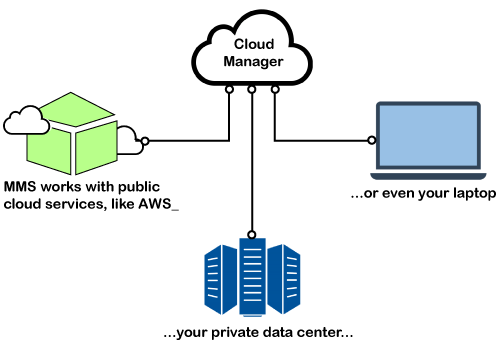 Cloud
Manager
MMS works with public
cloud services, like AWS_
...or even your laptop
...your private data center...